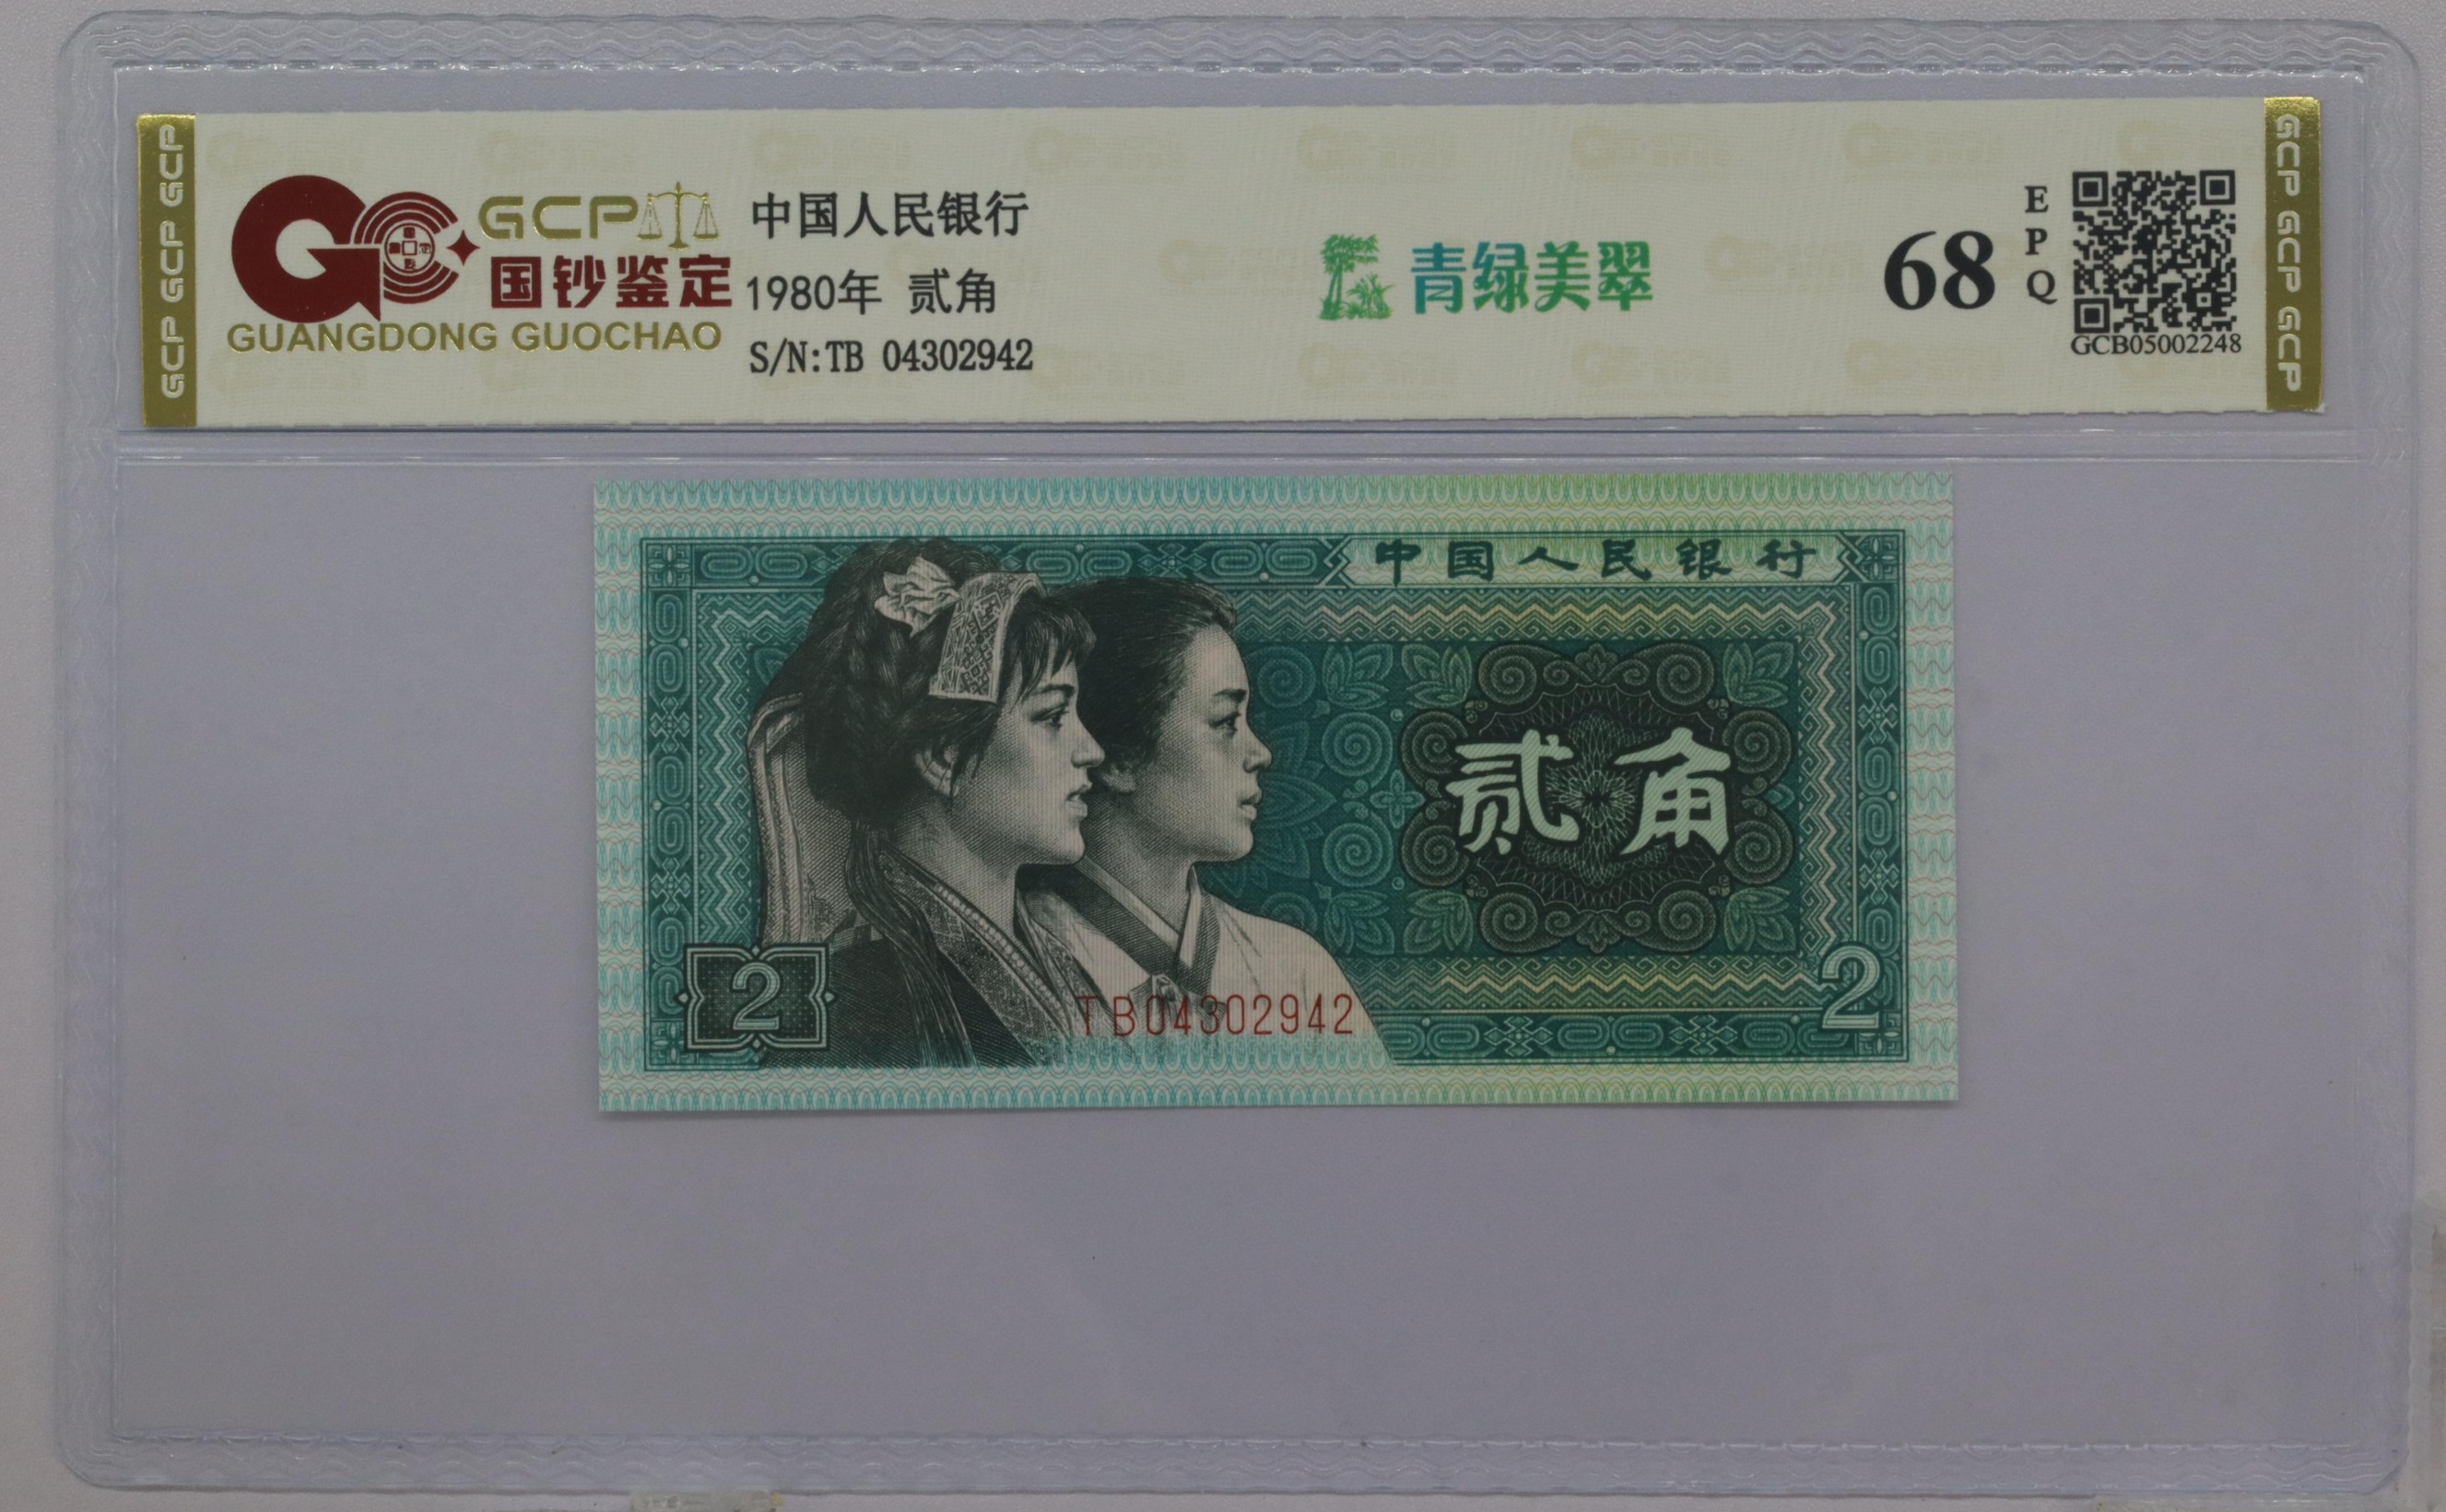 GCP GCP GCP
GCP
国钞鉴定
GUANGDONG GUOCHAO
中国人民银行
1980年 贰角
S/N:TB 04302942
青绿美翠
68
EPQ
GCB05002248
GCP GCP GCP
中国人民银行
贰角
2
TB04302942
2